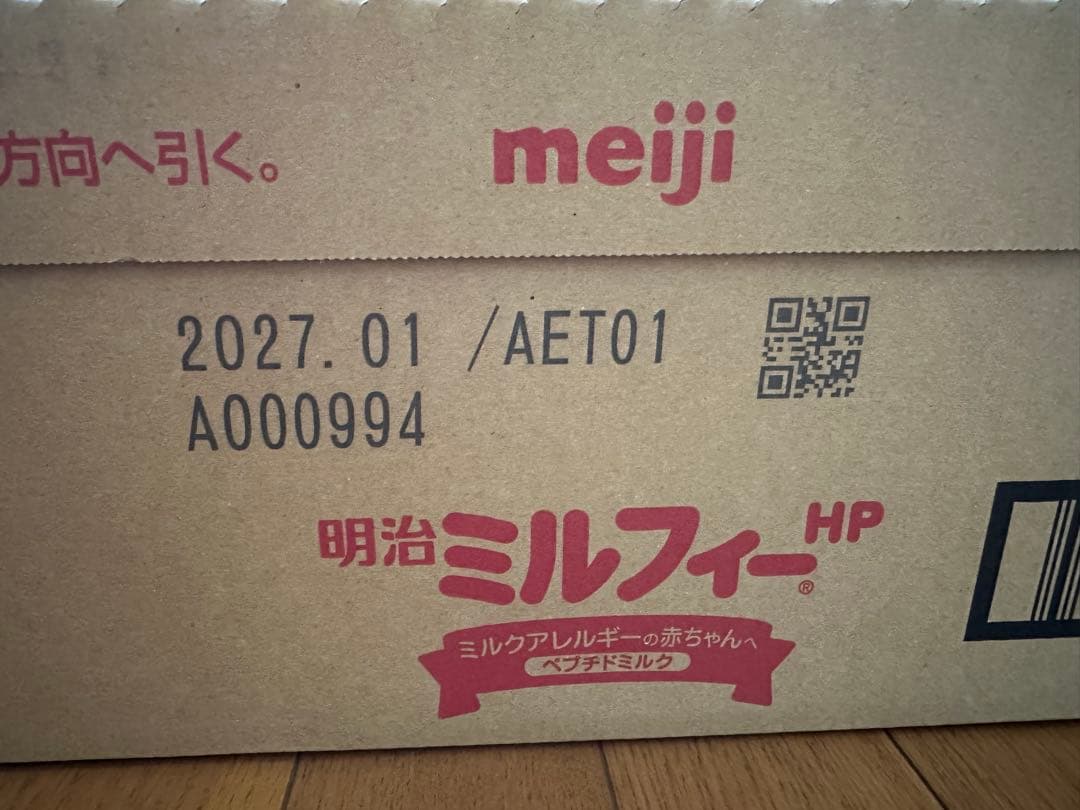 方向へ引く。
meiji
2027.01 /AET01
A000994
明治ミルフィーHP®
ミルクアレルギーの赤ちゃんへ
ペプチドミルク